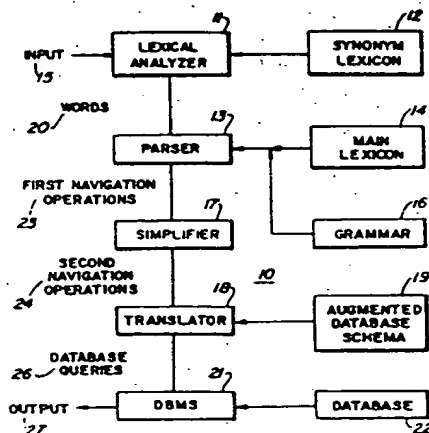 11
12
INPUT
15
LEXICAL
ANALYZER
SYNONYM
LEXICON
WORDS
20
13
14
PARSER
MAIN
LEXICON
FIRST NAVIGATION
OPERATIONS
23
17
16
SIMPLIFIER
GRAMMAR
SECOND
NAVIGATION
OPERATIONS
24
10
18
19
TRANSLATOR
AUGMENTED
DATABASE
SCHEMA
DATABASE
QUERIES
26
21
OUTPUT
27
DBMS
DATABASE
22